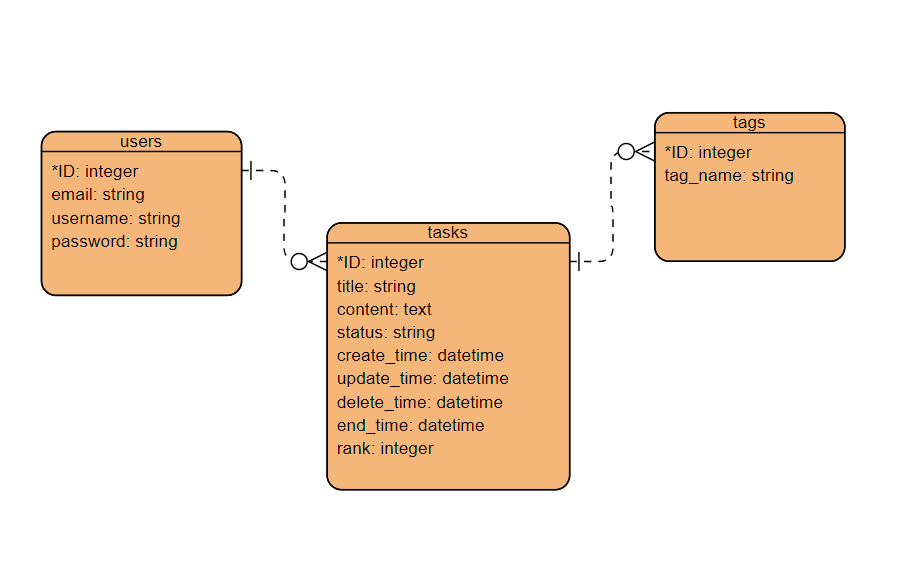 users
*ID: integer
email: string
username: string
password: string
tasks
*ID: integer
title: string
content: text
status: string
create_time: datetime
update_time: datetime
delete_time: datetime
end_time: datetime
rank: integer
tags
*ID: integer
tag_name: string